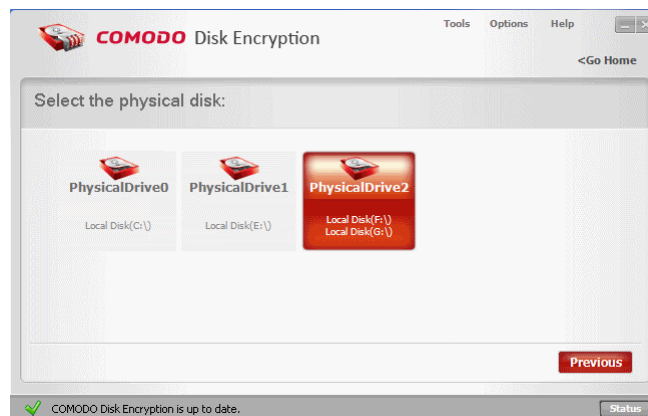 COMODO Disk Encryption
Tools Options Help
<Go Home
Select the physical disk:
PhysicalDrive0 PhysicalDrive1 PhysicalDrive2
Local Disk(C:\) Local Disk(E:\) Local Disk(F:\)
Local Disk(G:\)
Previous
COMODO Disk Encryption is up to date.
Status